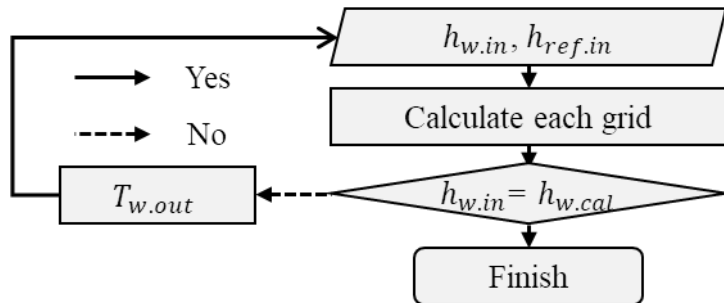 h_{w.in}, h_{ref.in}
Yes
Calculate each grid
No
T_{w.out}
h_{w.in} = h_{w.cal}
Finish